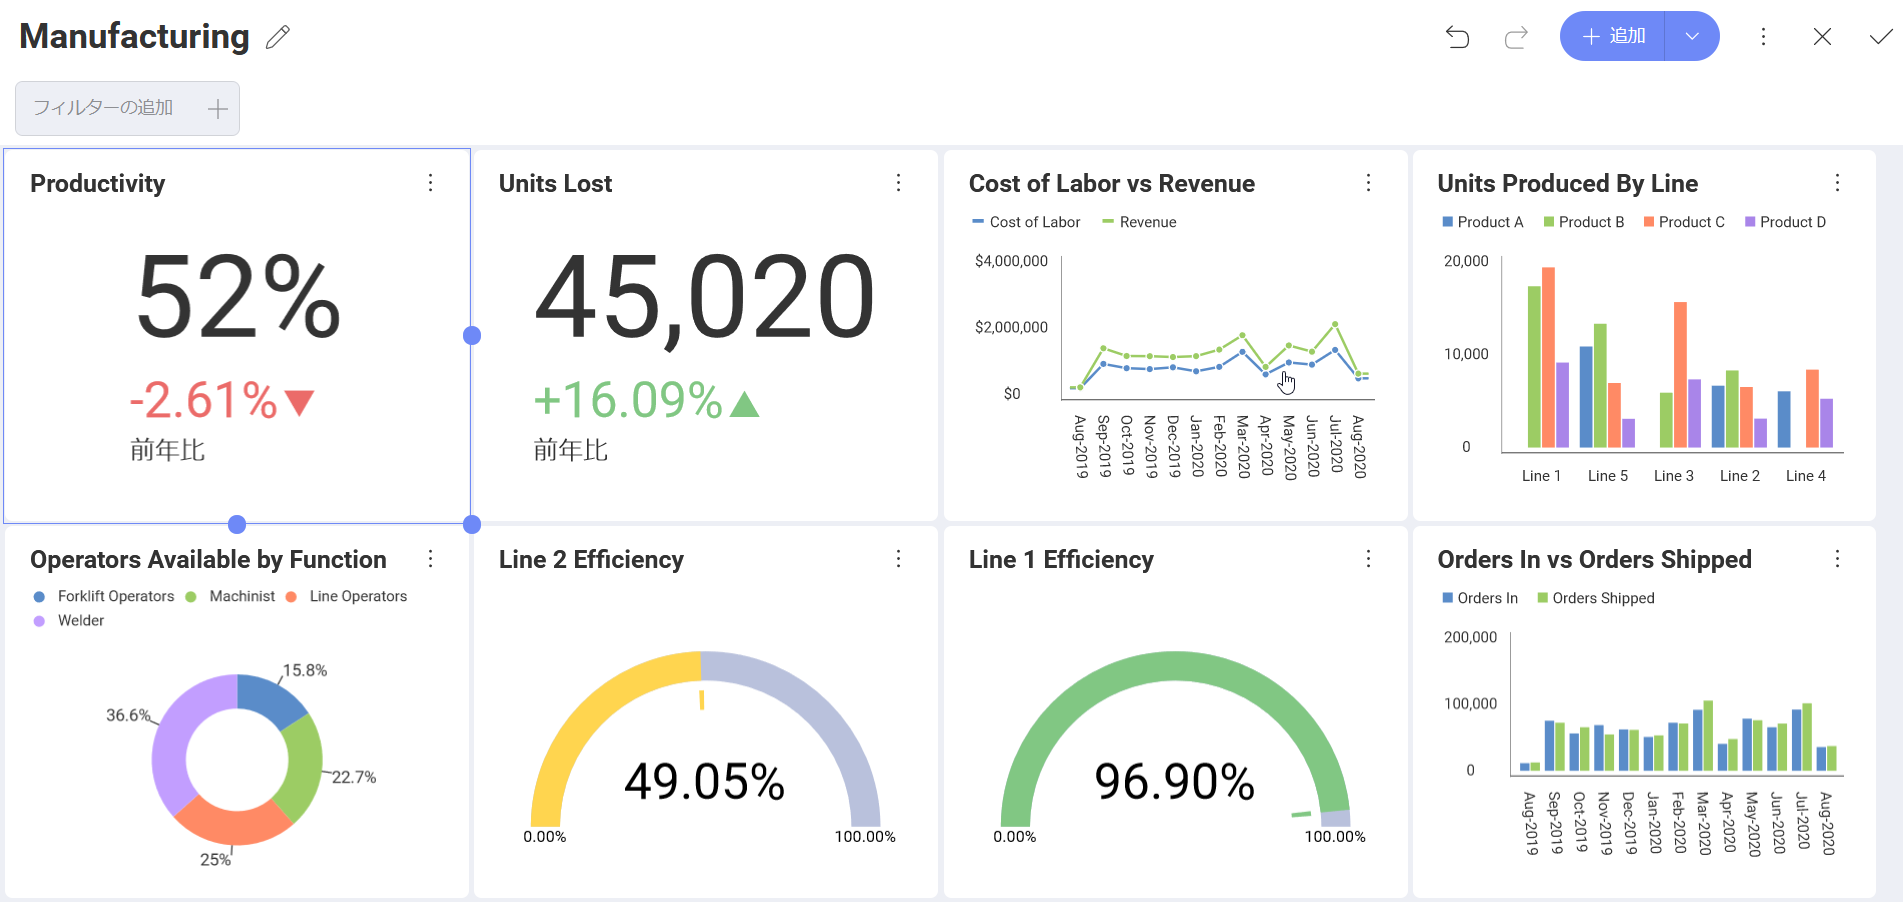 Manufacturing
追加
フィルターの追加
Productivity
52%
-2.61%▼
前年比
Units Lost
45,020
+16.09%▲
前年比
Cost of Labor vs Revenue
Cost of Labor
Revenue
$4,000,000
$2,000,000
$0
Aug-2019
Sep-2019
Oct-2019
Nov-2019
Dec-2019
Jan-2020
Feb-2020
Mar-2020
Apr-2020
May-2020
Jun-2020
Jul-2020
Aug-2020
Units Produced By Line
Product A
Product B
Product C
Product D
20,000
10,000
0
Line 1
Line 5
Line 3
Line 2
Line 4
Operators Available by Function
Forklift Operators
Machinist
Line Operators
Welder
15.8%
36.6%
22.7%
25%
Line 2 Efficiency
49.05%
0.00%
100.00%
Line 1 Efficiency
96.90%
0.00%
100.00%
Orders In vs Orders Shipped
Orders In
Orders Shipped
200,000
100,000
0
Aug-2019
Sep-2019
Oct-2019
Nov-2019
Dec-2019
Jan-2020
Feb-2020
Mar-2020
Apr-2020
May-2020
Jun-2020
Jul-2020
Aug-2020